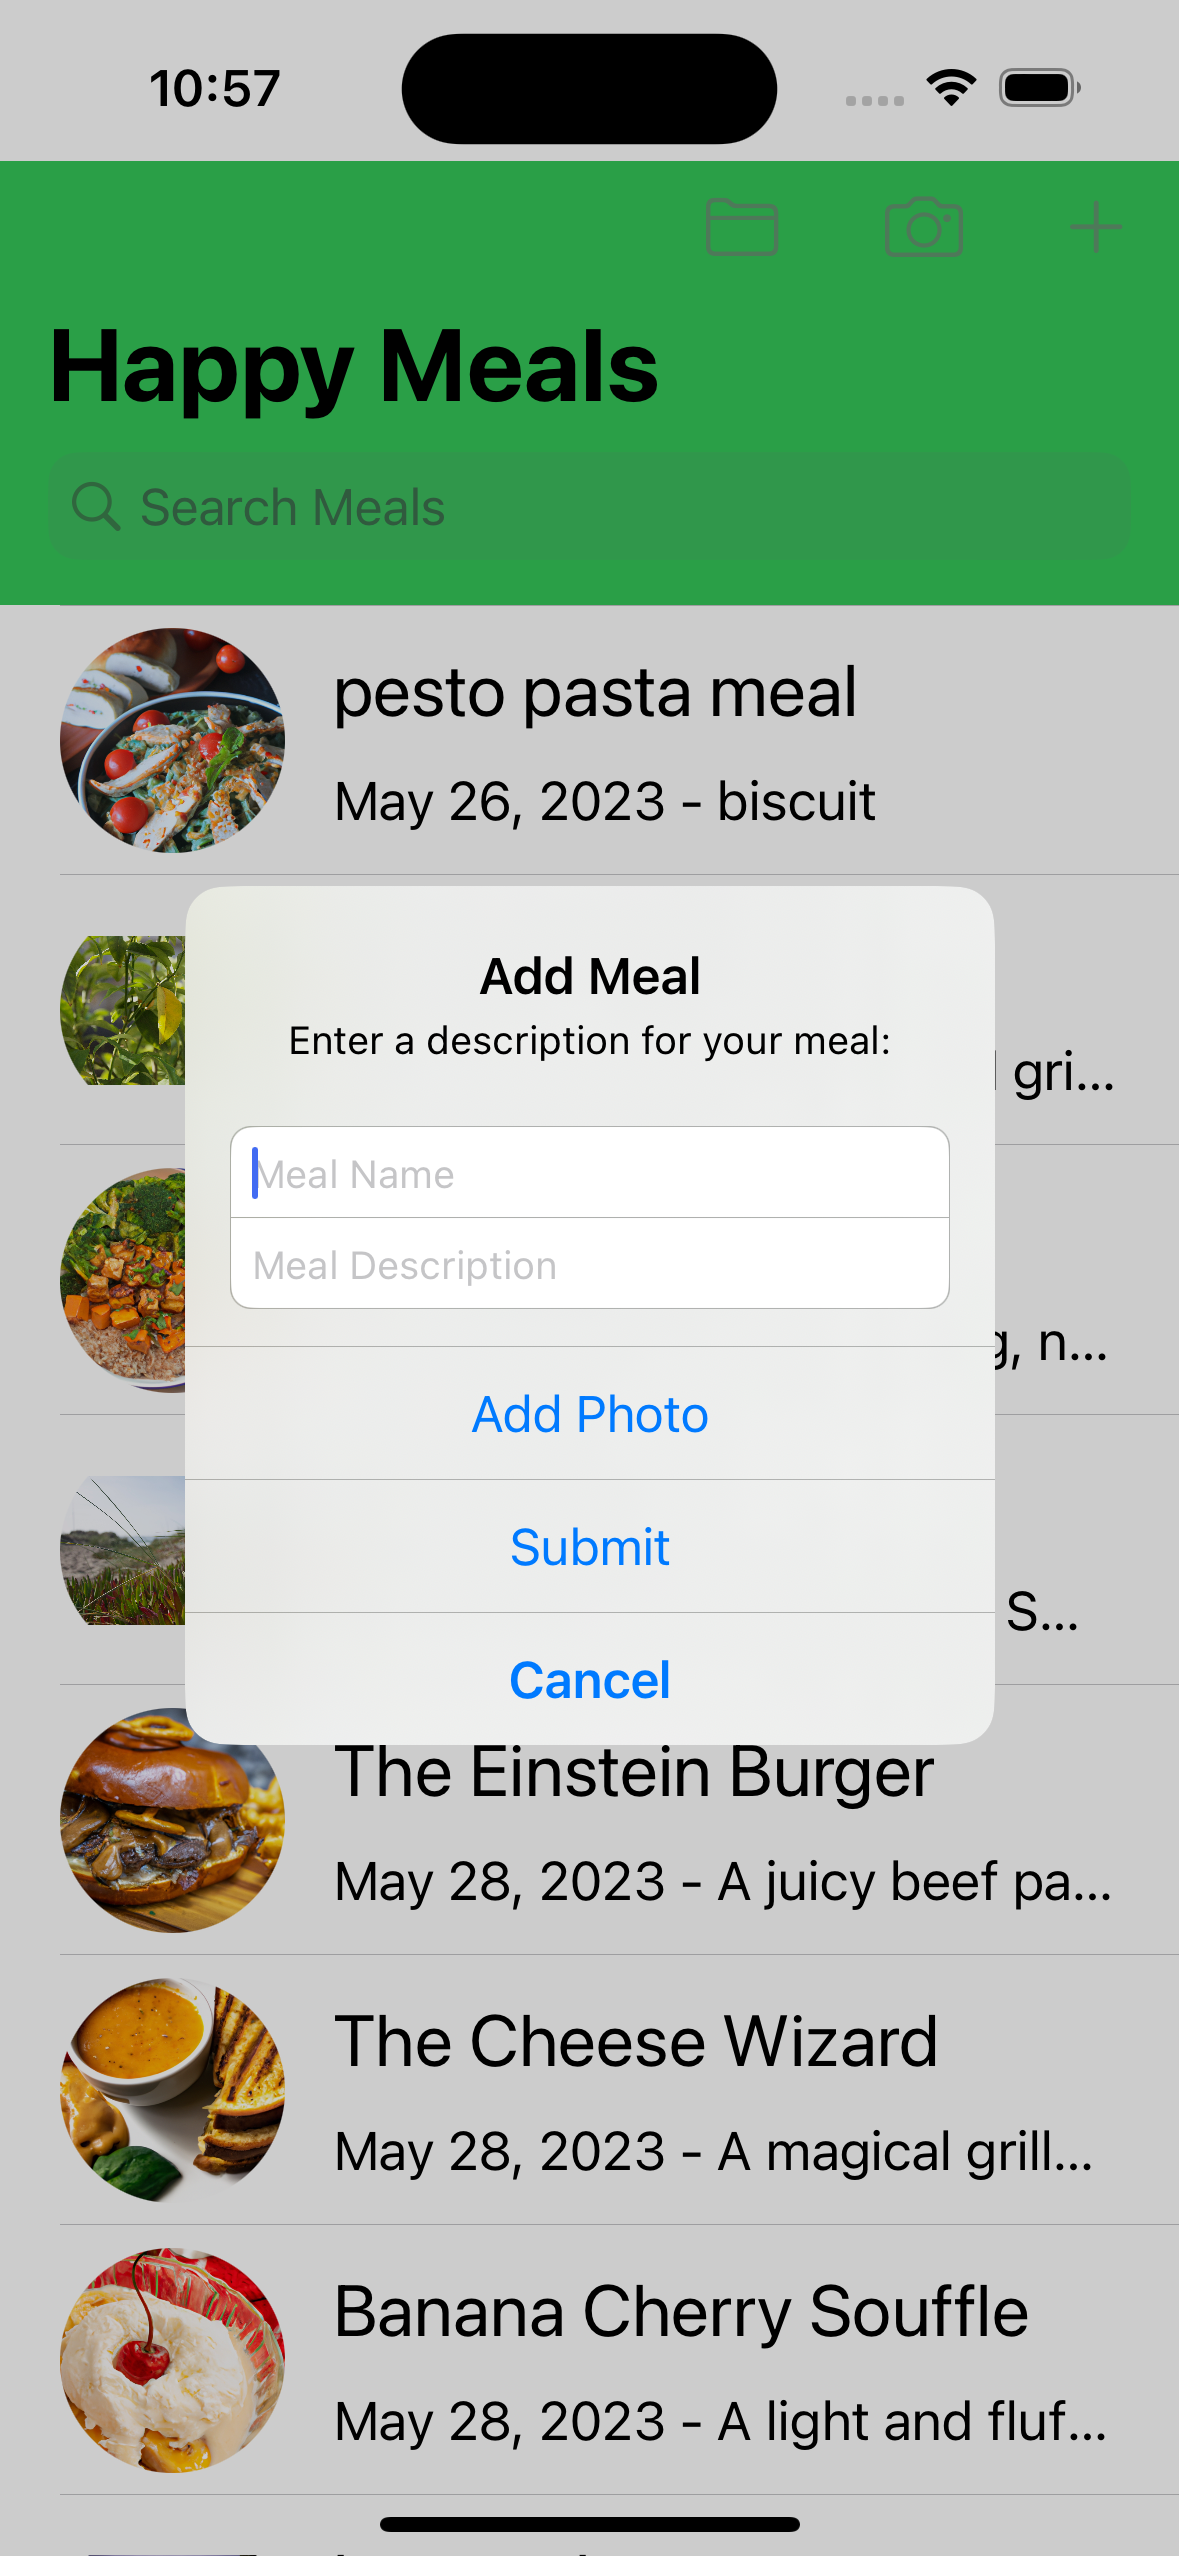 10:57
Happy Meals
Search Meals
pesto pasta meal
May 26, 2023 - biscuit
Add Meal
Enter a description for your meal:
gri...
Meal Name
Meal Description
, n...
Add Photo
Submit
S...
Cancel
The Einstein Burger
May 28, 2023 - A juicy beef pa...
The Cheese Wizard
May 28, 2023 - A magical grill...
Banana Cherry Souffle
May 28, 2023 - A light and fluf...